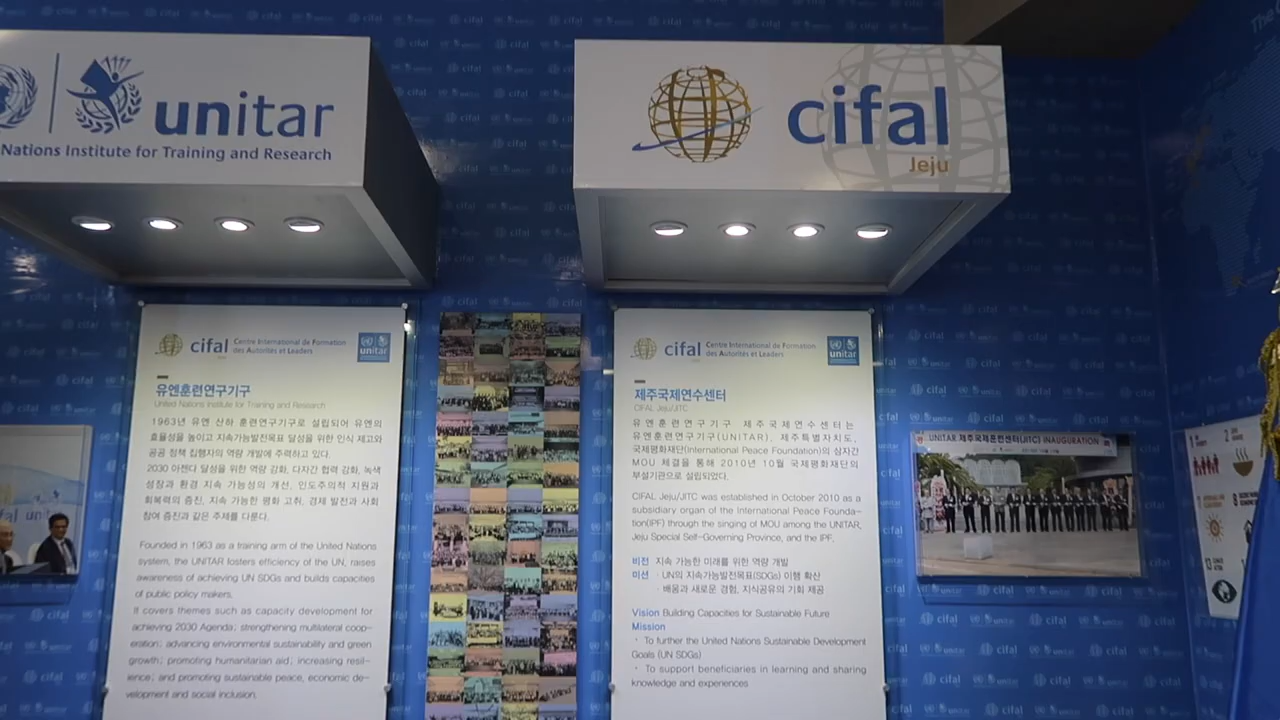 unitar
Nations Institute for Training and Research
cifal
Jeju
cifal
Centre International de Formation
des Autorités et Leaders
unitar
유엔훈련연구기구
United Nations Institute for Training and Research
1963년 유엔 산하 훈련연구기구로 설립되어 유엔의
효율성을 높이고 지속가능발전목표 달성을 위한 인식 제고와
공공 정책 집행자의 역량 개발에 주력하고 있다.
2030 아젠다 달성을 위한 역량 강화, 다자간 협력 강화, 녹색
성장과 환경 지속 가능성의 개선, 인도주의적 지원과
회복력의 증진, 지속 가능한 평화 고취, 경제 발전과 사회
참여 증진과 같은 주제를 다룬다.
Founded in 1963 as a training arm of the United Nations
system, the UNITAR fosters efficiency of the UN, raises
awareness of achieving UN SDGs and builds capacities
of public policy makers.
It covers themes such as capacity development for
achieving 2030 Agenda; strengthening multilateral coop-
eration; advancing environmental sustainability and green
growth; promoting humanitarian aid; increasing resil-
ience; and promoting sustainable peace, economic de-
velopment and social inclusion.
cifal
Centre International de Formation
des Autorités et Leaders
unitar
제주국제연수센터
CIFAL Jeju/JITC
유엔훈련연구기구 제주국제연수센터는
유엔훈련연구기구(UNITAR), 제주특별자치도,
국제평화재단(International Peace Foundation)의 삼자간
MOU 체결을 통해 2010년 10월 국제평화재단의
부설기관으로 설립되었다.
CIFAL Jeju/JITC was established in October 2010 as a
subsidiary organ of the International Peace Founda-
tion(IPF) through the singing of MOU among the UNITAR,
Jeju Special Self-Governing Province, and the IPF.
비전 지속 가능한 미래를 위한 역량 개발
미션 · UN의 지속가능발전목표(SDGs) 이행 확산
· 배움과 새로운 경험, 지식공유의 기회 제공
Vision Building Capacities for Sustainable Future
Mission
· To further the United Nations Sustainable Development
Goals (UN SDGs)
· To support beneficiaries in learning and sharing
knowledge and experiences
UNITAR 제주국제훈련센터(JITC) INAUGURATION